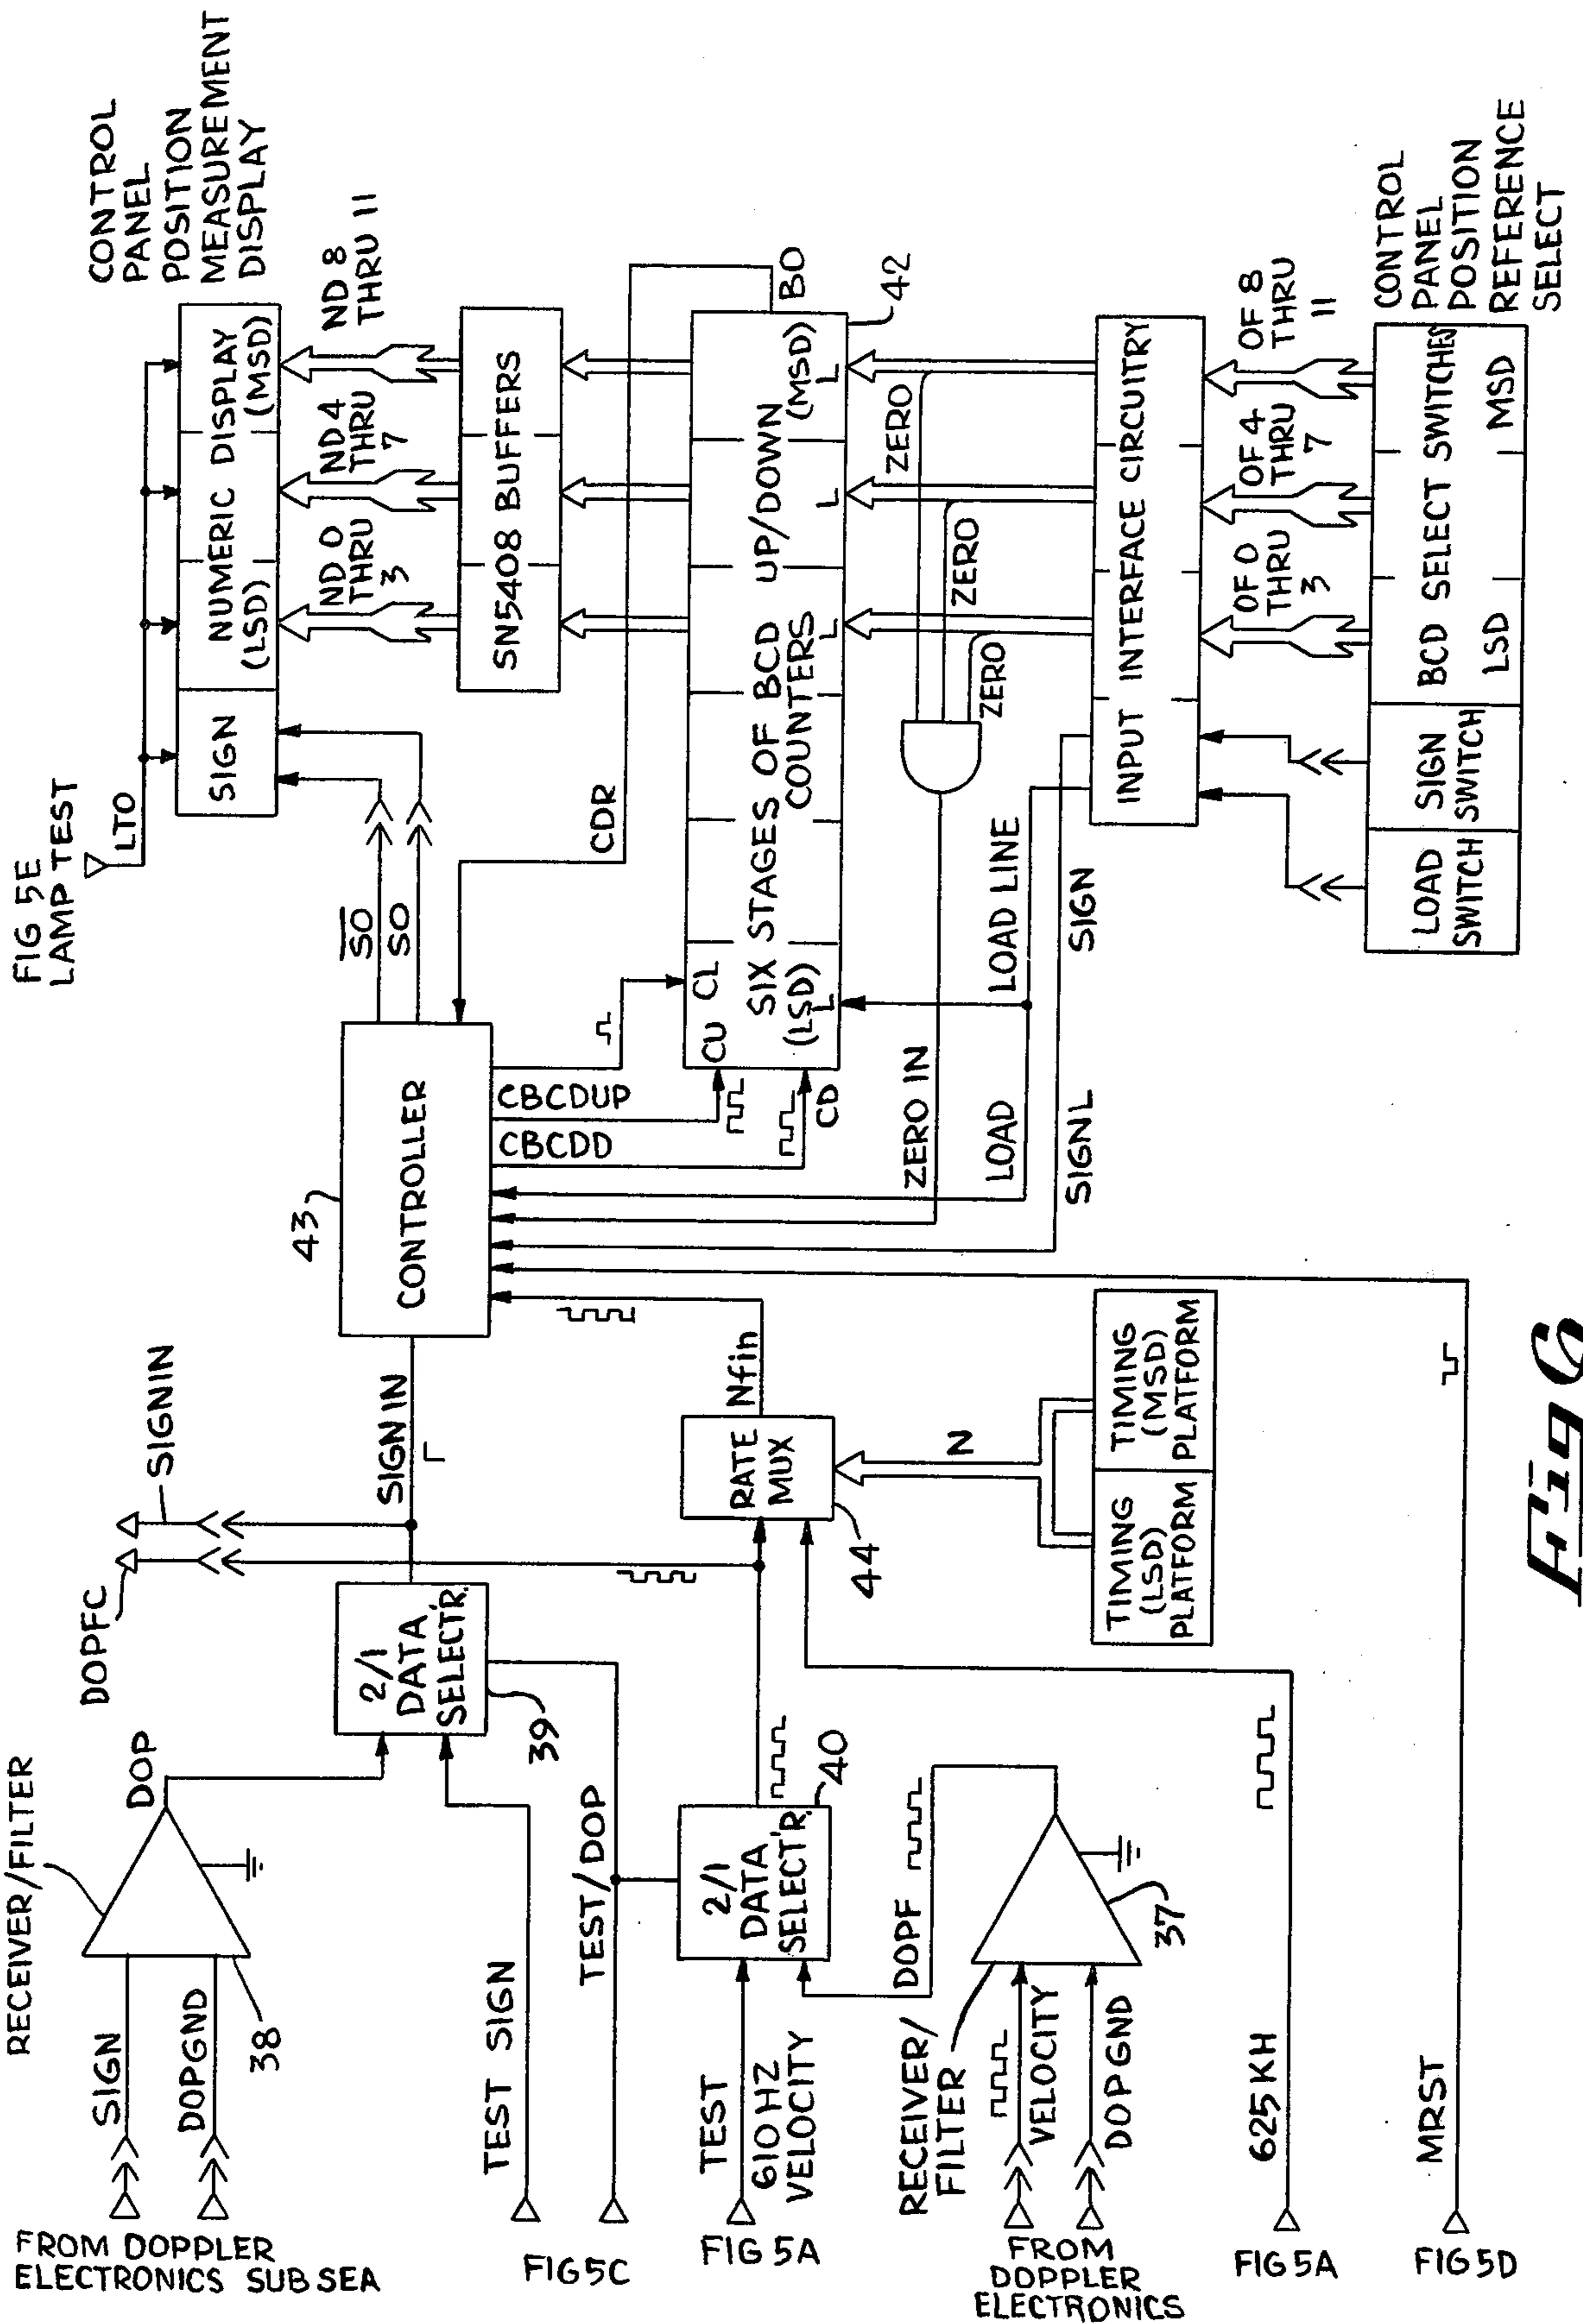 FIG 5E
LAMP TEST
LTO
CONTROL
PANEL
POSITION
MEASUREMENT
DISPLAY
SIGN
NUMERIC DISPLAY
(LSD)
(MSD)
ND 0
THRU
3
ND 4
THRU
7
ND 8
THRU 11
SO
SO
SN5408 BUFFERS
CDR
BO
42
43
CONTROLLER
CBCDUP
CBCDD
CU
CL
CD
SIX STAGES OF BCD UP/DOWN
COUNTERS
(LSD)
(MSD)
L
L
L
L
ZERO
ZERO
ZERO
ZERO IN
LOAD LINE
LOAD
SIGN
SIGNL
INPUT INTERFACE CIRCUITRY
OF 0
THRU
3
OF 4
THRU
7
OF 8
THRU
11
LOAD
SWITCH
SIGN
SWITCH
BCD SELECT SWITCHES
LSD
MSD
CONTROL
PANEL
POSITION
REFERENCE
SELECT
RECEIVER/FILTER
DOP
SIGN
DOPGND
38
FROM DOPPLER
ELECTRONICS SUB SEA
DOPFC
SIGNIN
SIGN IN
2/1
DATA
SELECTR.
39
TEST SIGN
TEST/DOP
FIG 5C
TEST
610 HZ
VELOCITY
FIG 5A
2/1
DATA
SELECT'R.
40
RATE
MUX
44
Nfin
N
TIMING
(LSD)
PLATFORM
TIMING
(MSD)
PLATFORM
DOPF
RECEIVER/
FILTER
VELOCITY
DOPGND
37
FROM
DOPPLER
ELECTRONICS
625KH
FIG 5A
MRST
FIG 5D
Fig 6